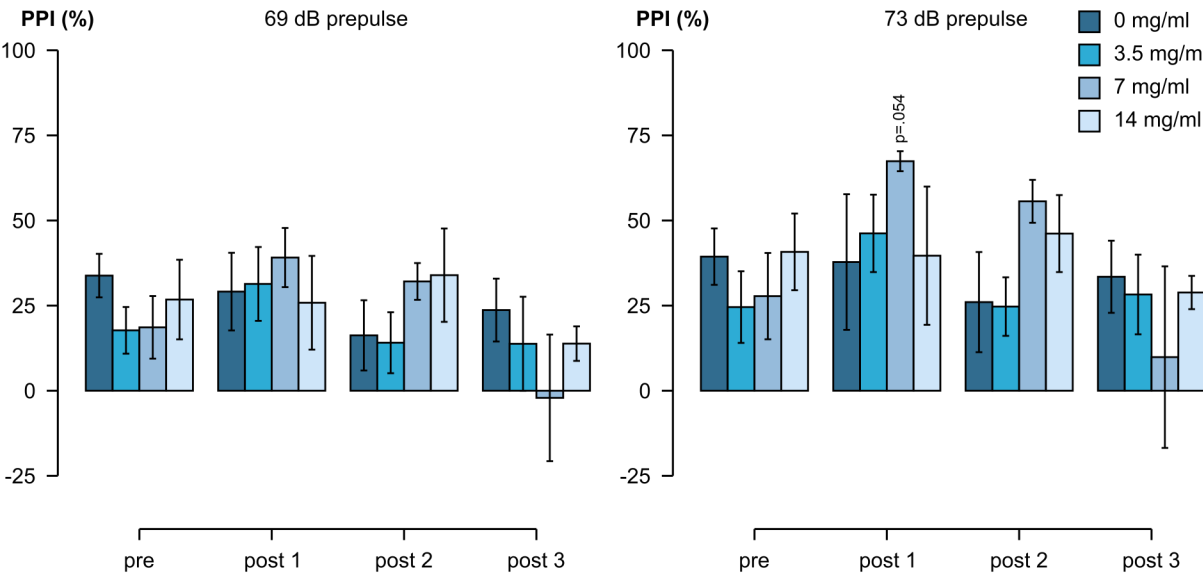 PPI (%)
69 dB prepulse
100
75
50
25
0
-25
pre
post 1
post 2
post 3
PPI (%)
73 dB prepulse
0 mg/ml
3.5 mg/m
7 mg/ml
14 mg/ml
100
75
50
25
0
-25
p=.054
pre
post 1
post 2
post 3